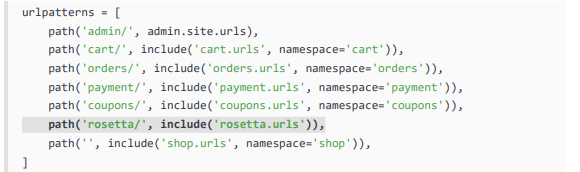 urlpatterns = [
    path('admin/', admin.site.urls),
    path('cart/', include('cart.urls', namespace='cart')),
    path('orders/', include('orders.urls', namespace='orders')),
    path('payment/', include('payment.urls', namespace='payment')),
    path('coupons/', include('coupons.urls', namespace='coupons')),
    path('rosetta/', include('rosetta.urls')),
    path('', include('shop.urls', namespace='shop')),
]